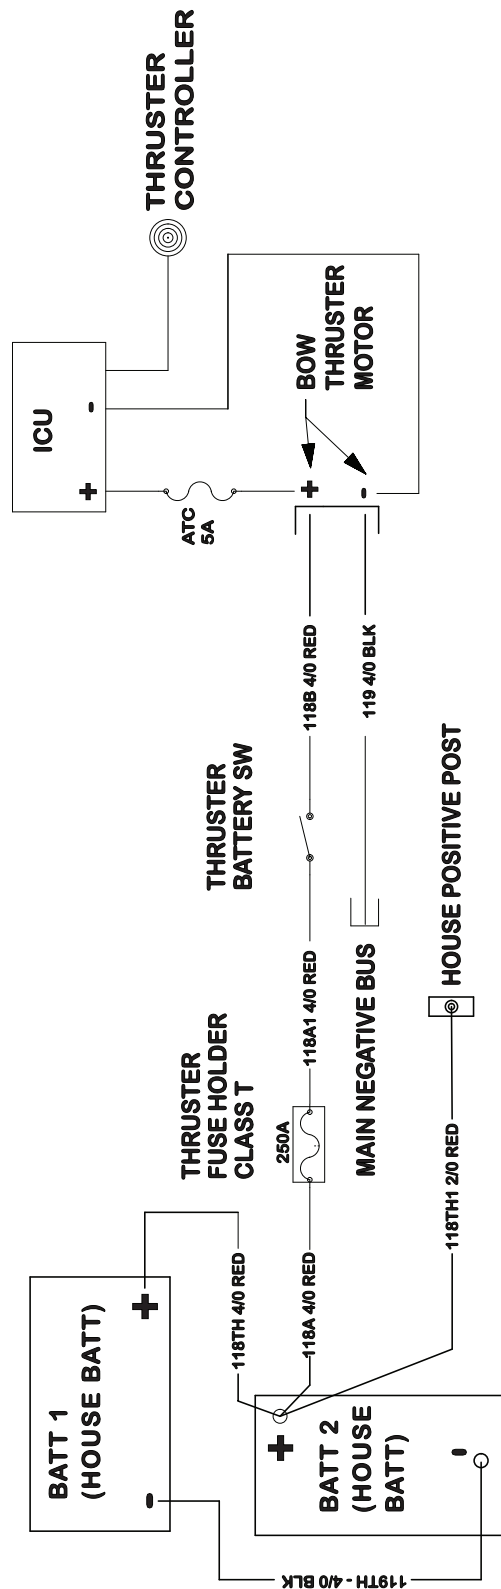 BATT 1
(HOUSE BATT)
+
-
BATT 2
(HOUSE
BATT)
+
-
119TH - 4/0 BLK
118TH 4/0 RED
118A 4/0 RED
118TH1 2/0 RED
THRUSTER
FUSE HOLDER
CLASS T
250A
118A1 4/0 RED
MAIN NEGATIVE BUS
HOUSE POSITIVE POST
THRUSTER
BATTERY SW
118B 4/0 RED
119 4/0 BLK
ATC
5A
+
-
ICU
+
-
BOW
THRUSTER
MOTOR
THRUSTER
CONTROLLER